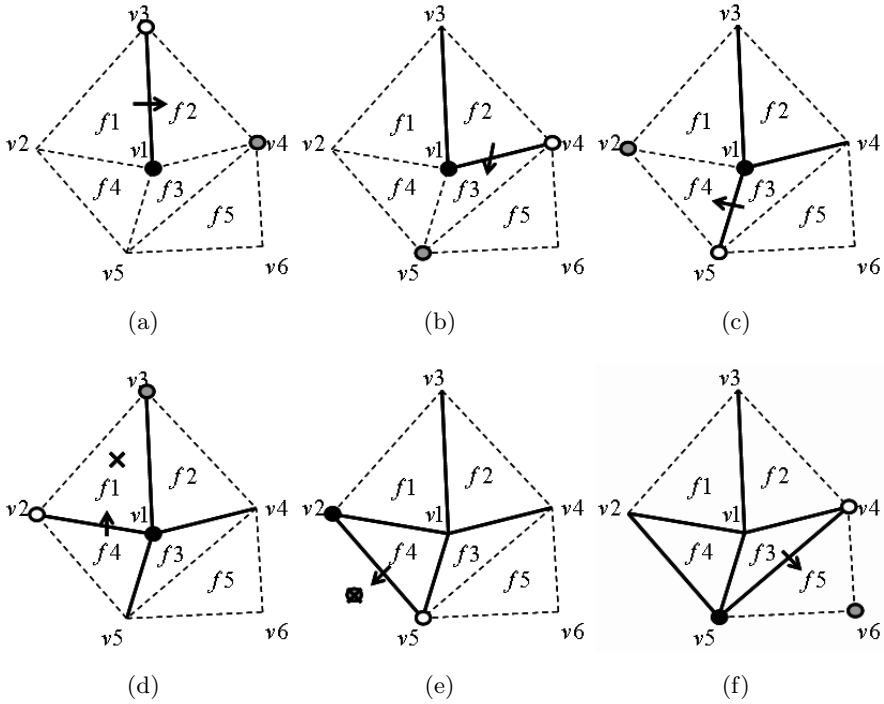 v3 v3 v3
f1 f2 f1 f2 f1 f2
v2 v1 v4 v2 v1 v4 v2 v1 v4
f4 f3 f4 f3 f4 f3
f5 f5 f5
v5 v6 v5 v6 v5 v6
(a) (b) (c)
v3 v3 v3
f1 f2 f1 f2 f1 f2
v2 v1 v4 v2 v1 v4 v2 v1 v4
f4 f3 f4 f3 f4 f3
f5 f5 f5
v5 v6 v5 v6 v5 v6
(d) (e) (f)